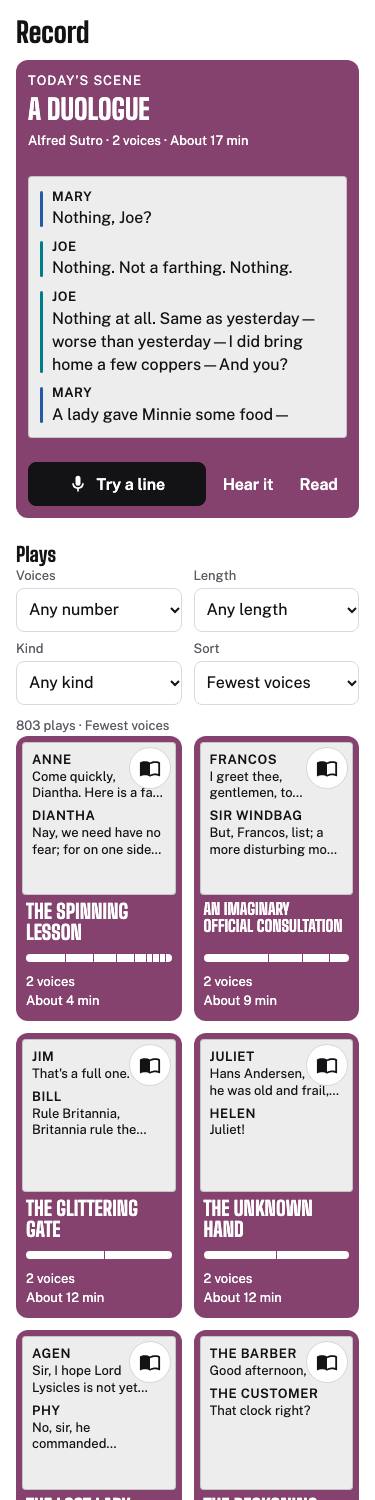 Record
TODAY'S SCENE
A DUOLOGUE
Alfred Sutro · 2 voices · About 17 min
MARY
Nothing, Joe?
JOE
Nothing. Not a farthing. Nothing.
JOE
Nothing at all. Same as yesterday—
worse than yesterday—I did bring
home a few coppers—And you?
MARY
A lady gave Minnie some food—
Try a line
Hear it
Read
Plays
Voices
Length
Any number
Any length
Kind
Sort
Any kind
Fewest voices
803 plays · Fewest voices
ANNE
Come quickly,
Diantha. Here is a fa…
DIANTHA
Nay, we need have no
fear; for on one side…
THE SPINNING
LESSON
2 voices
About 4 min
FRANCOS
I greet thee,
gentlemen, to…
SIR WINDBAG
But, Francos, list; a
more disturbing mo…
AN IMAGINARY
OFFICIAL CONSULTATION
2 voices
About 9 min
JIM
That's a full one.
BILL
Rule Britannia,
Britannia rule the…
THE GLITTERING
GATE
2 voices
About 12 min
JULIET
Hans Andersen,
he was old and frail,…
HELEN
Juliet!
THE UNKNOWN
HAND
2 voices
About 12 min
AGEN
Sir, I hope Lord
Lysicles is not yet…
PHY
No, sir, he
commanded…
THE BARBER
Good afternoon,
THE CUSTOMER
That clock right?